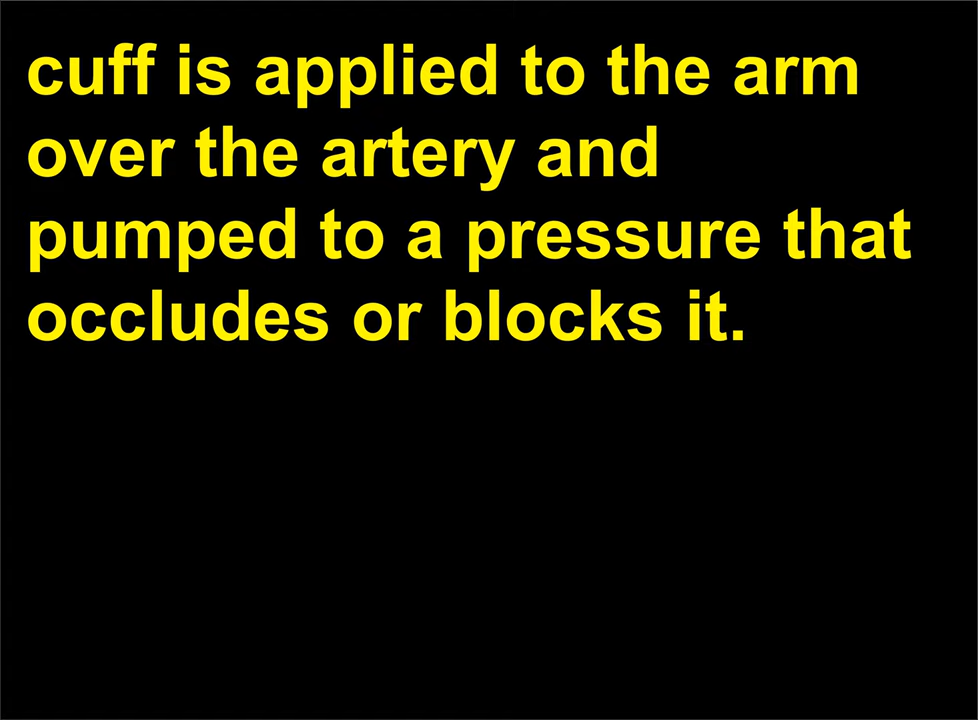 cuff is applied to the arm
over the artery and
pumped to a pressure that
occludes or blocks it.